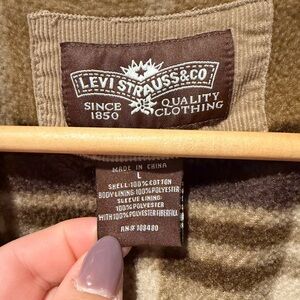 LEVI STRAUSS & CO
SINCE QUALITY
1850 CLOTHING
MADE IN CHINA
L
SHELL: 100% COTTON
BODY LINING: 100% POLYESTER
SLEEVE LINING:
100% POLYESTER
WITH 100% POLYESTER FIBERFILL
RN# 108480